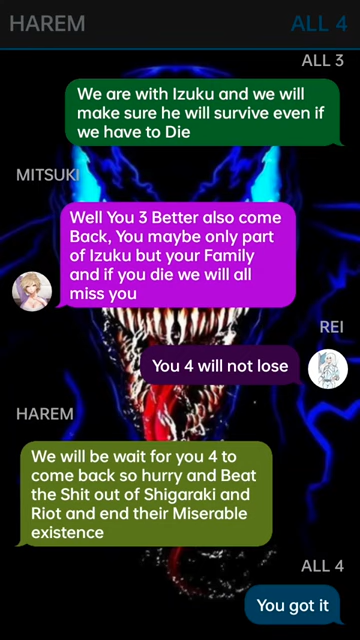 HAREM
ALL 4
ALL 3
We are with Izuku and we will
make sure he will survive even if
we have to Die
MITSUKI
Well You 3 Better also come
Back, You maybe only part
of Izuku but your Family
and if you die we will all
miss you
REI
You 4 will not lose
HAREM
We will be wait for you 4 to
come back so hurry and Beat
the Shit out of Shigaraki and
Riot and end their Miserable
existence
ALL 4
You got it